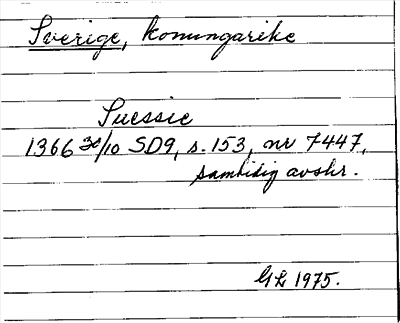 Sverige, konungarike
Suessie
1366 30/10 SD9, s. 153, nr 7447,
samtidig avskr.
GL 1975.